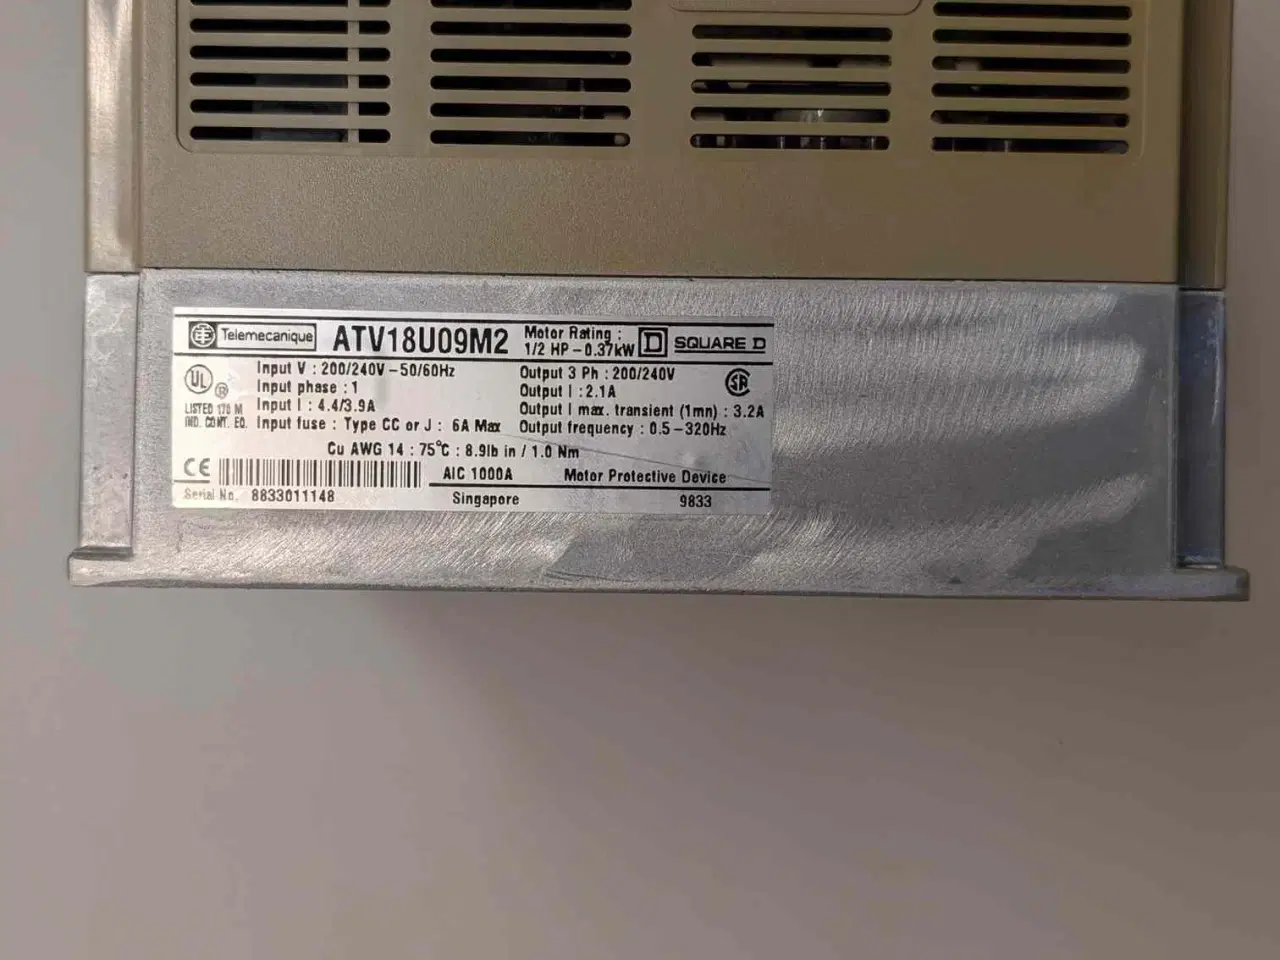 Telemecanique ATV18U09M2 Motor Rating : 1/2 HP – 0.37kW D SQUARE D
UL
LISTED 170 M
IND. CONT. EQ.
Input V : 200/240V – 50/60Hz
Input phase : 1
Input I : 4.4/3.9A
Input fuse : Type CC or J : 6A Max
Output 3 Ph : 200/240V
Output I : 2.1A
Output I max. transient (1mn) : 3.2A
Output frequency : 0.5 – 320Hz
Cu AWG 14 : 75°C : 8.9lb in / 1.0 Nm
CE AIC 1000A Motor Protective Device
Serial No. 8833011148 Singapore 9833